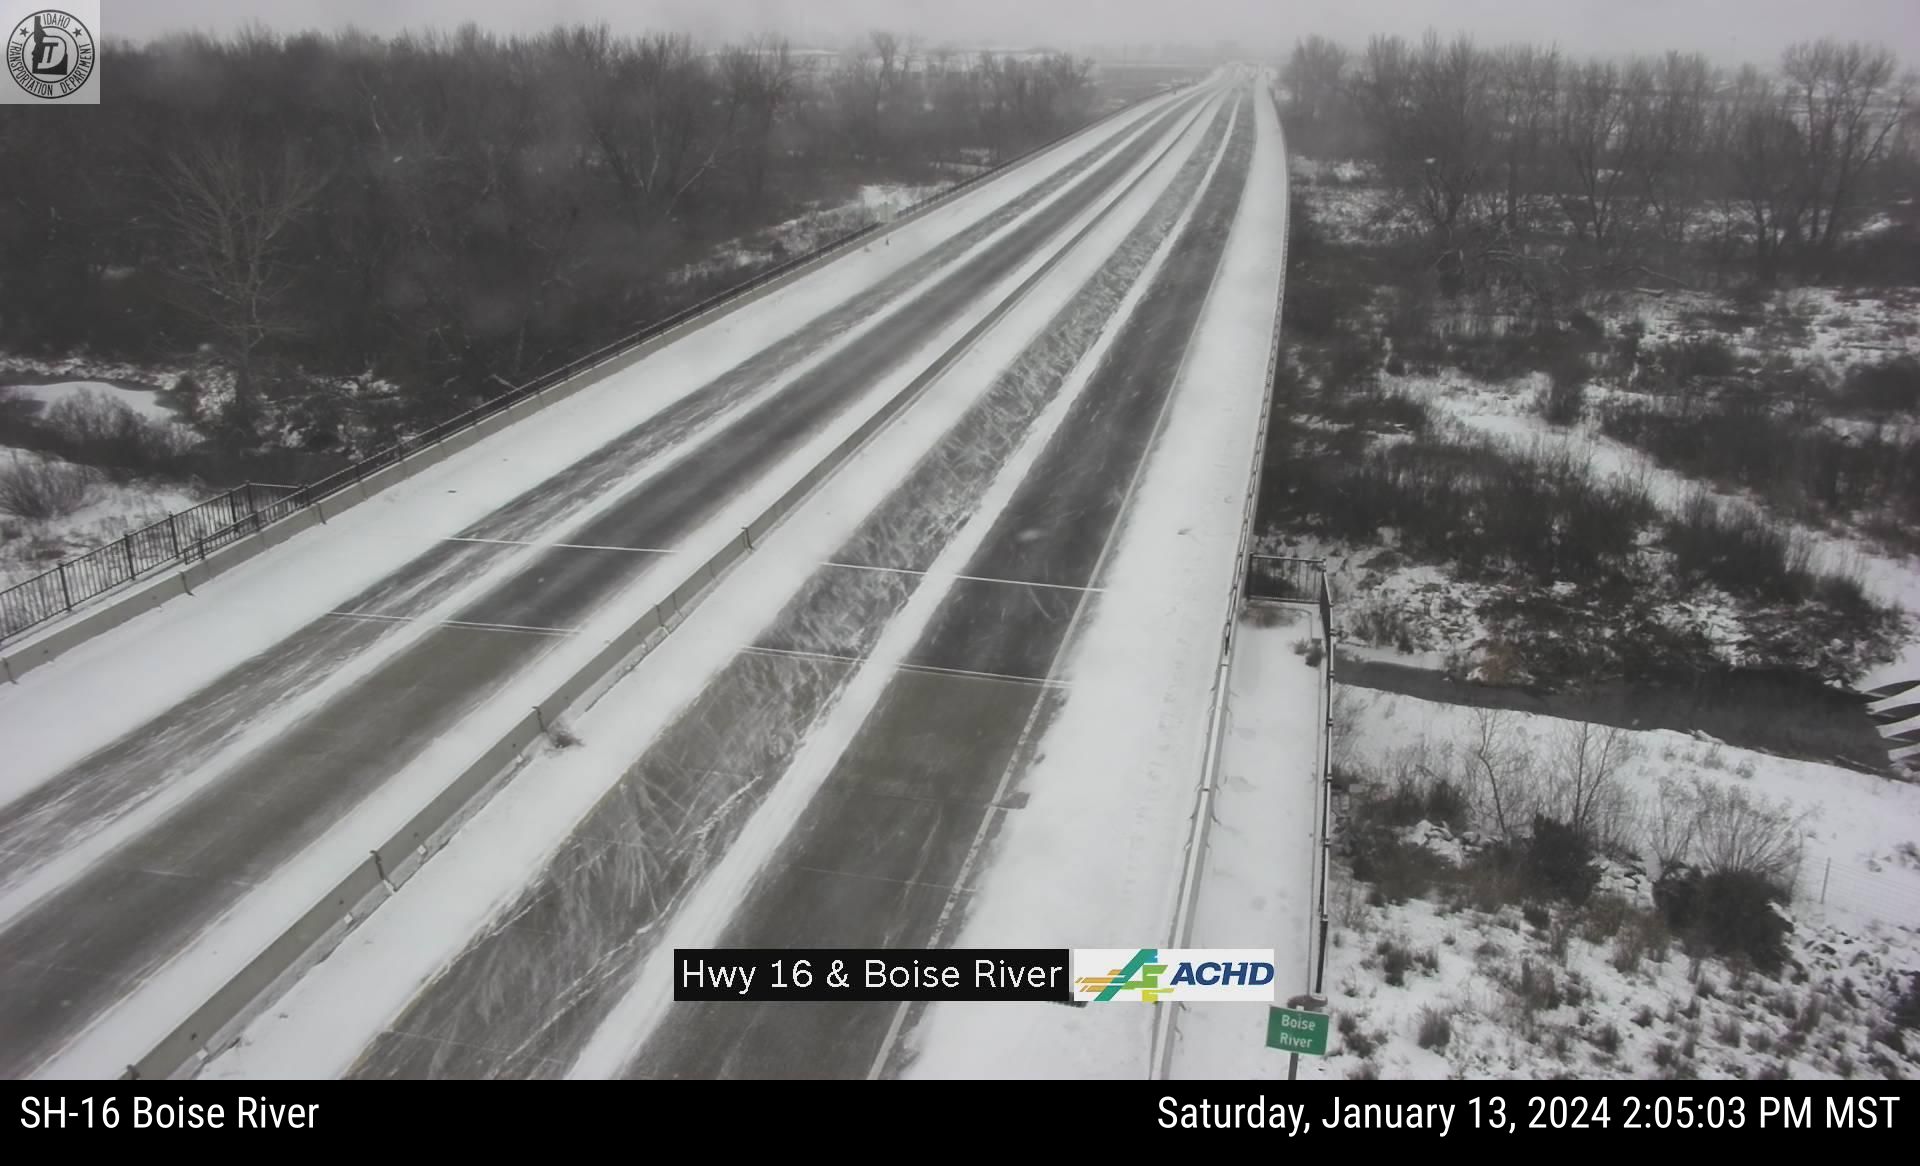 IDAHO
TRANSPORTATION DEPARTMENT
T
Hwy 16 & Boise River
ACHD
Boise
River
SH-16 Boise River
Saturday, January 13, 2024 2:05:03 PM MST